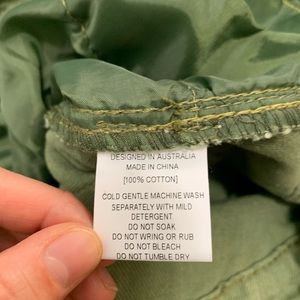 DESIGNED IN AUSTRALIA
MADE IN CHINA
[100% COTTON]
COLD GENTLE MACHINE WASH
SEPARATELY WITH MILD
DETERGENT
DO NOT SOAK
DO NOT WRING OR RUB
DO NOT BLEACH
DO NOT TUMBLE DRY